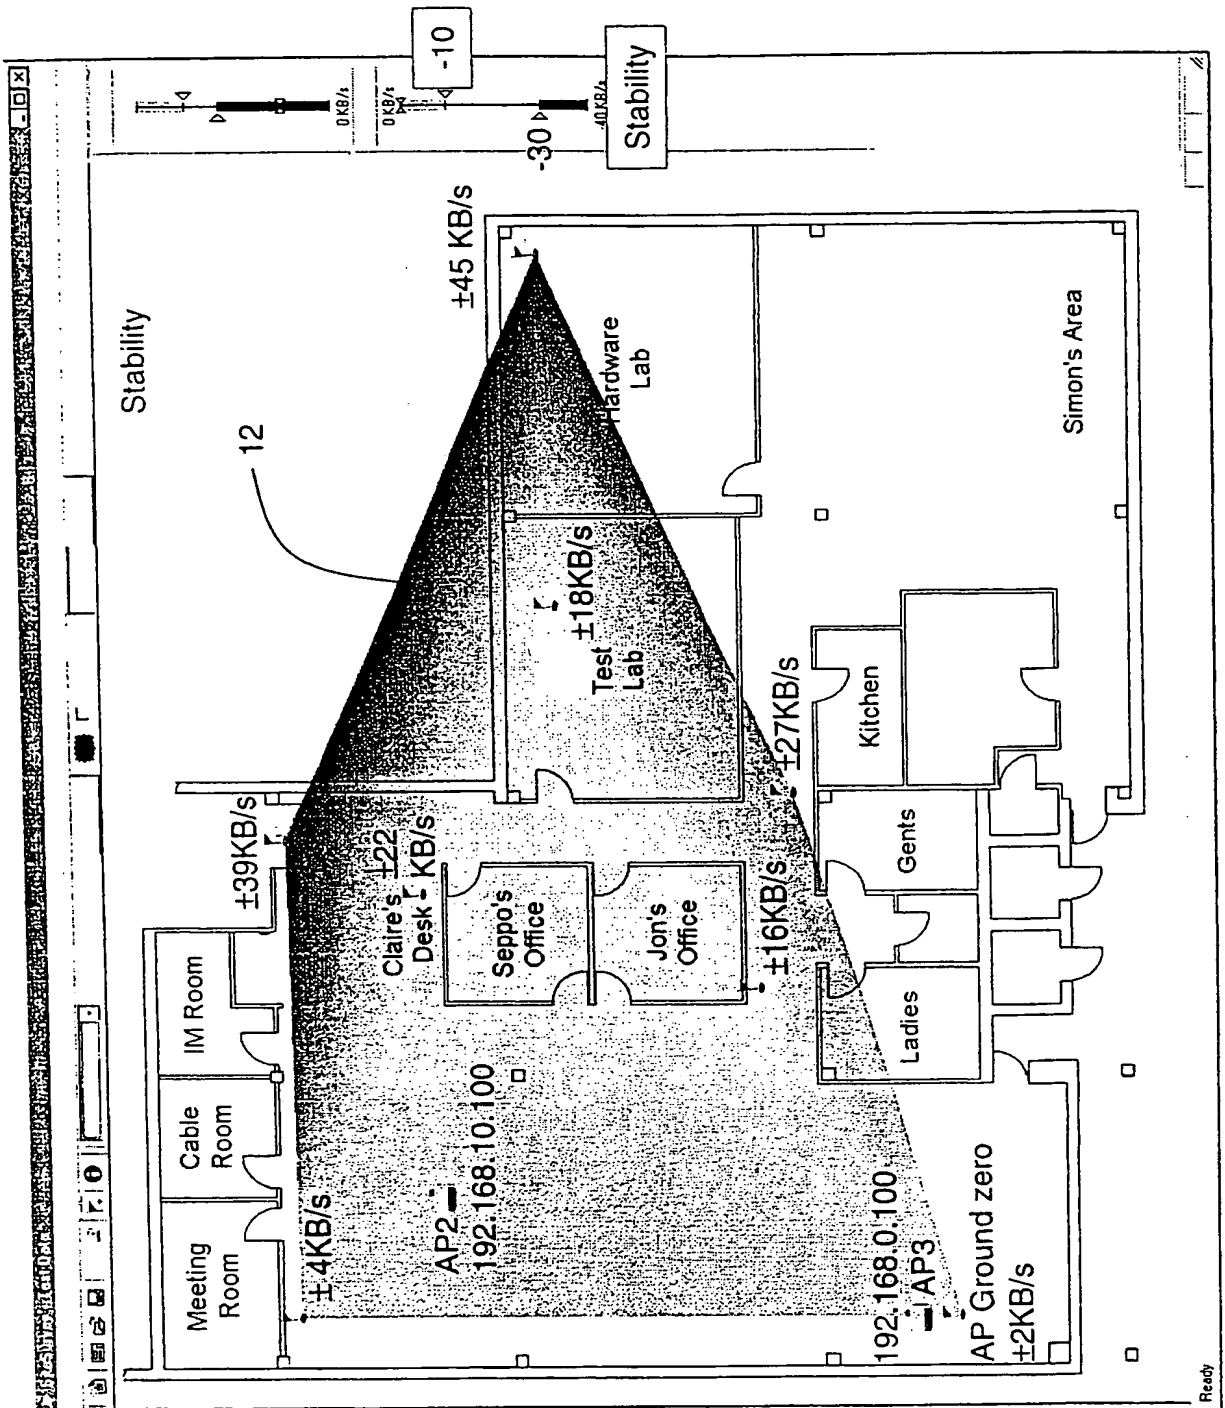 Stability
12
±45 KB/s
0 KB/s
0 KB/s
-10
-30
-40 KB/s
Stability
Meeting
Room
Cable
Room
IM Room
±39KB/s
±4KB/s
Claire's
Desk
±22
KB/s
AP2
192.168.10.100
Seppo's
Office
Jon's
Office
Test
Lab
±18KB/s
Hardware
Lab
±16KB/s
±27KB/s
Ladies
Gents
Kitchen
Simon's Area
192.168.0.100
AP3
AP Ground zero
±2KB/s
Ready